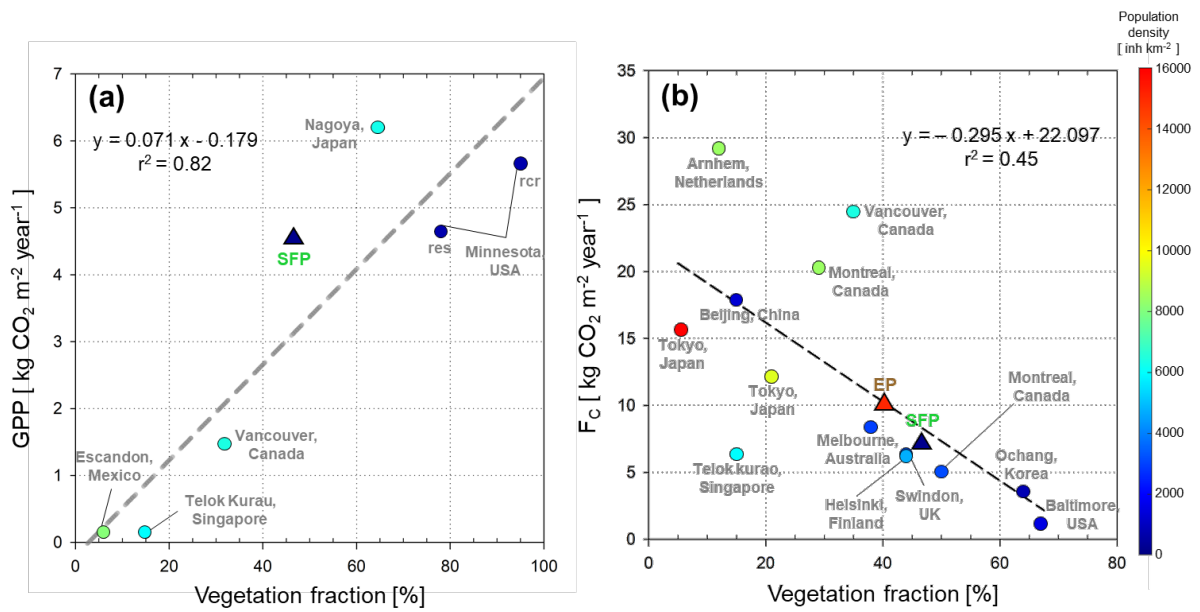 Population
density
[ inh km⁻² ]
(a)
y = 0.071 x - 0.179
r² = 0.82
Nagoya,
Japan
rcr
res
Minnesota,
USA
SFP
Vancouver,
Canada
Escandon,
Mexico
Telok Kurau,
Singapore
7
6
5
4
3
2
1
0
0 20 40 60 80 100
GPP [ kg CO₂ m⁻² year⁻¹ ]
Vegetation fraction [%]
(b)
y = – 0.295 x + 22.097
r² = 0.45
Arnhem,
Netherlands
Vancouver,
Canada
Montreal,
Canada
Beijing, China
Tokyo,
Japan
Tokyo,
Japan
EP
SFP
Montreal,
Canada
Melbourne,
Australia
Telok kurao,
Singapore
Helsinki,
Finland
Swindon,
UK
Ochang,
Korea
Baltimore,
USA
35
30
25
20
15
10
5
0
0 20 40 60 80
F_C [ kg CO₂ m⁻² year⁻¹ ]
Vegetation fraction [%]
16000
14000
12000
10000
8000
6000
4000
2000
0